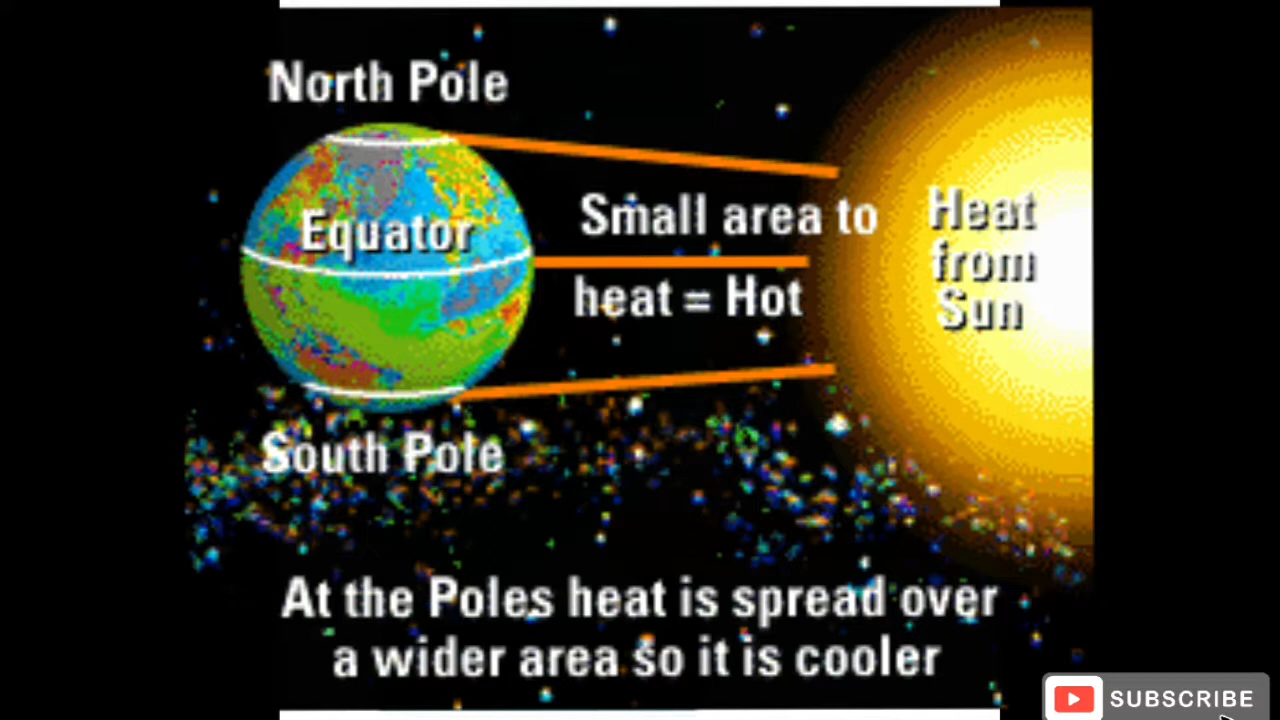 North Pole
Equator
Small area to
heat = Hot
Heat
from
Sun
South Pole
At the Poles heat is spread over
a wider area so it is cooler
SUBSCRIBE